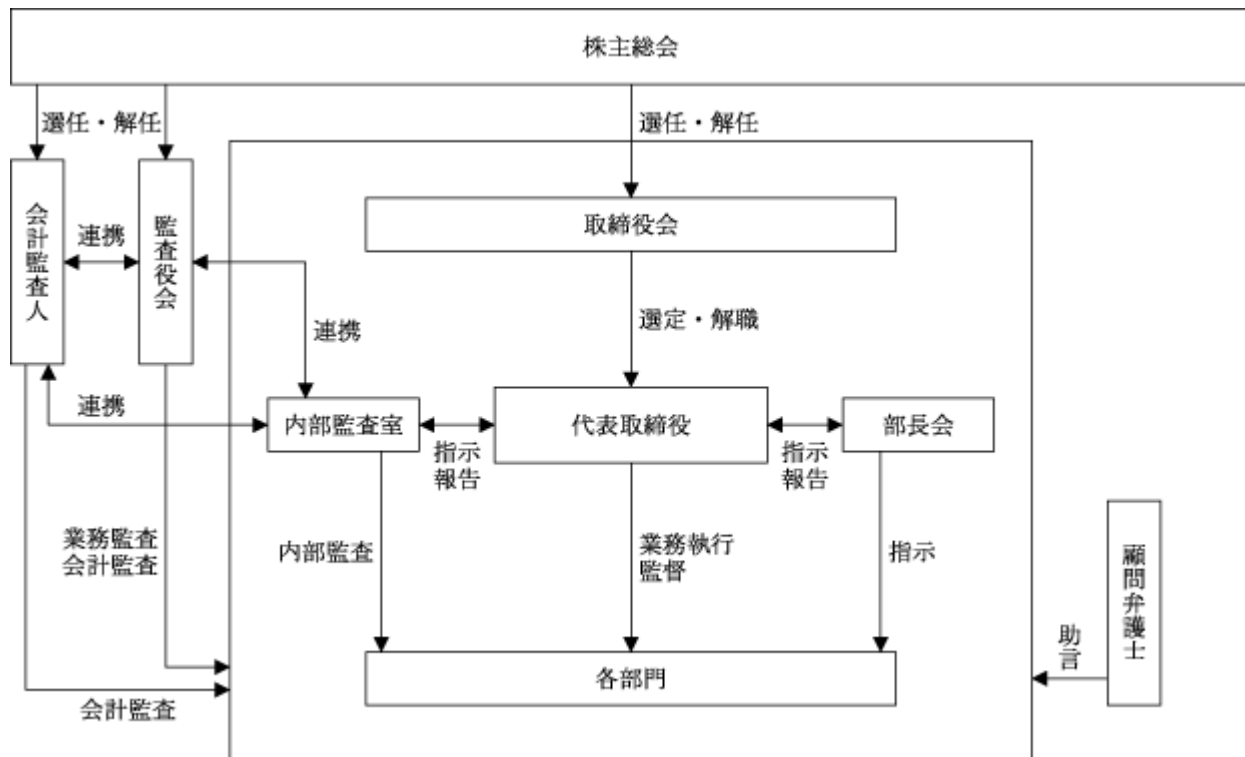 株主総会
選任・解任
選任・解任
会計監査人
連携
監査役会
取締役会
選定・解職
連携
連携
内部監査室
指示
報告
代表取締役
指示
報告
部長会
業務監査
会計監査
内部監査
業務執行
監督
指示
顧問弁護士
助言
各部門
会計監査